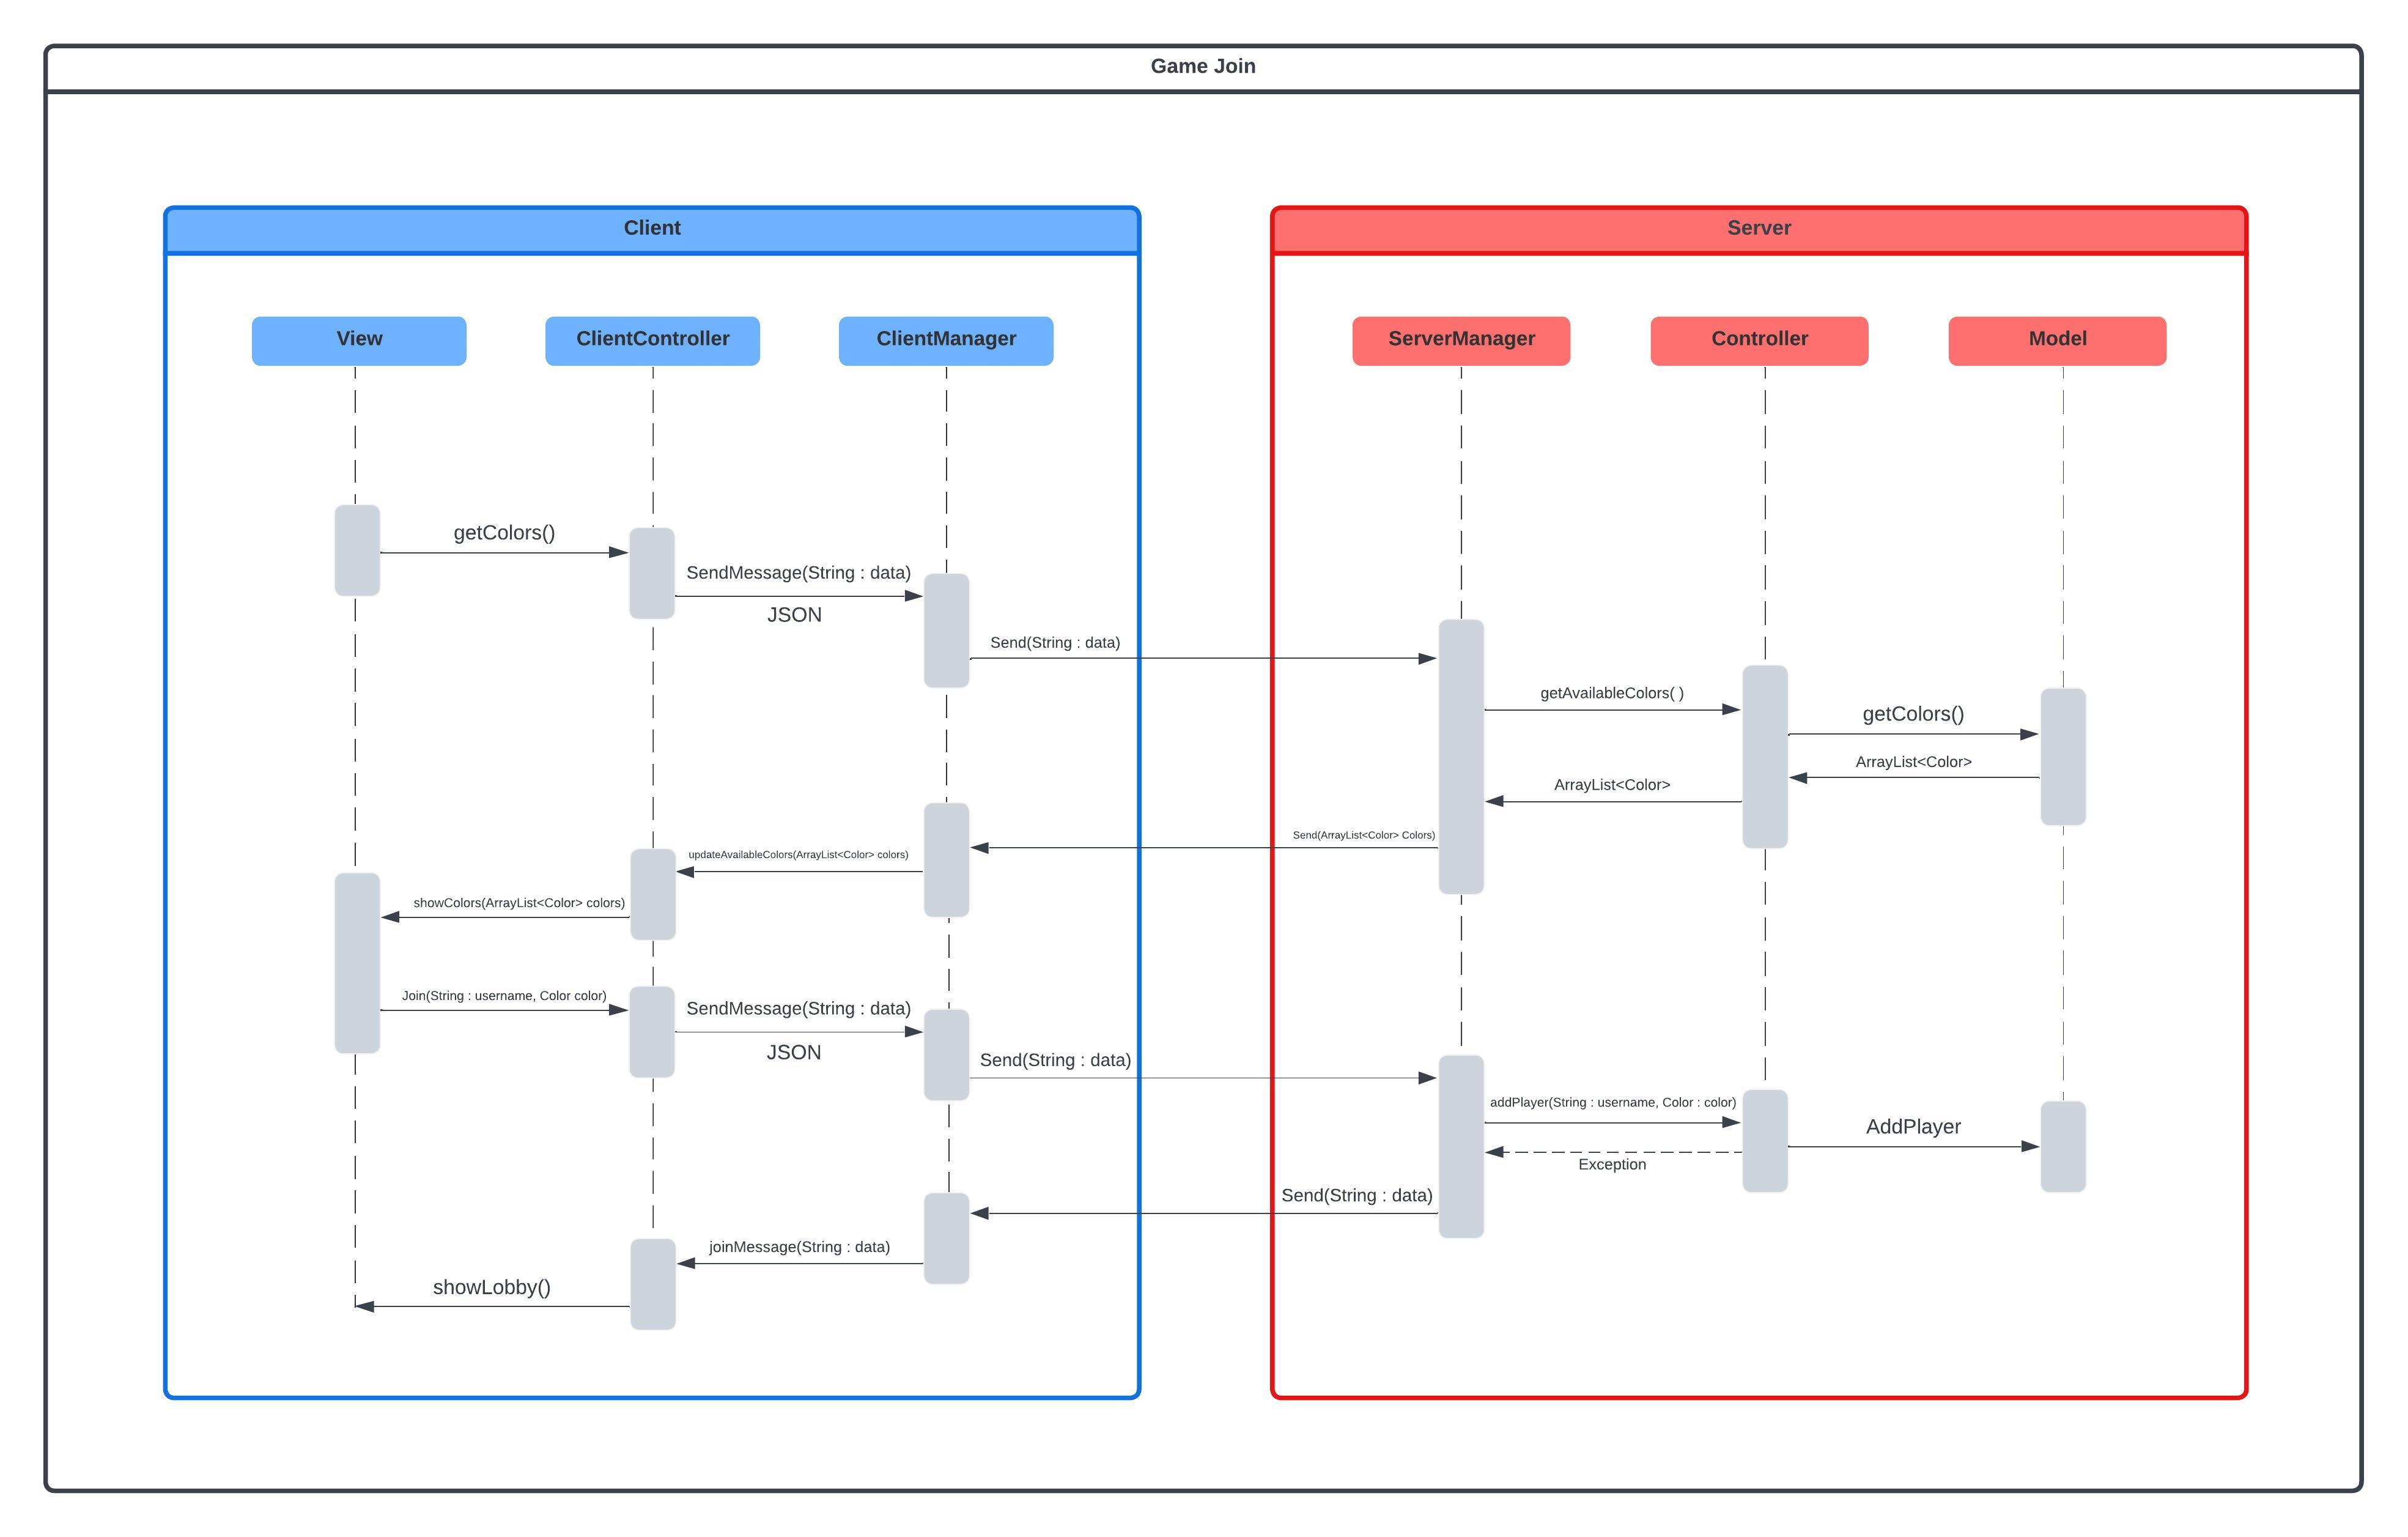 Game Join
Client
Server
View
ClientController
ClientManager
ServerManager
Controller
Model
getColors()
SendMessage(String : data)
JSON
Send(String : data)
getAvailableColors( )
getColors()
ArrayList<Color>
ArrayList<Color>
Send(ArrayList<Color> Colors)
updateAvailableColors(ArrayList<Color> colors)
showColors(ArrayList<Color> colors)
Join(String : username, Color color)
SendMessage(String : data)
JSON
Send(String : data)
addPlayer(String : username, Color : color)
AddPlayer
Exception
Send(String : data)
joinMessage(String : data)
showLobby()